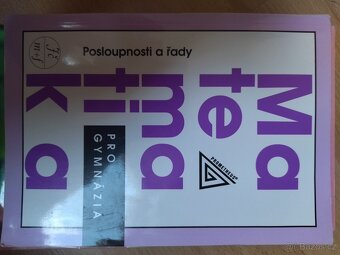 Posloupnosti a řady
Ma
te
ma
ti
ka
PRO
GYMNÁZIA
PROMETHEUS